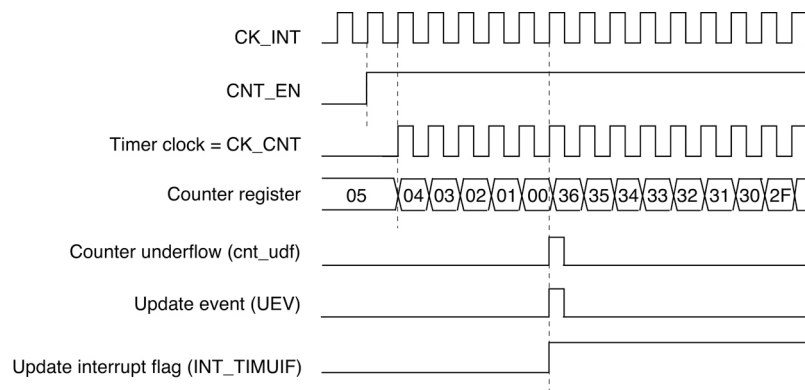 CK_INT
CNT_EN
Timer clock = CK_CNT
Counter register 05 04 03 02 01 00 36 35 34 33 32 31 30 2F
Counter underflow (cnt_udf)
Update event (UEV)
Update interrupt flag (INT_TIMUIF)